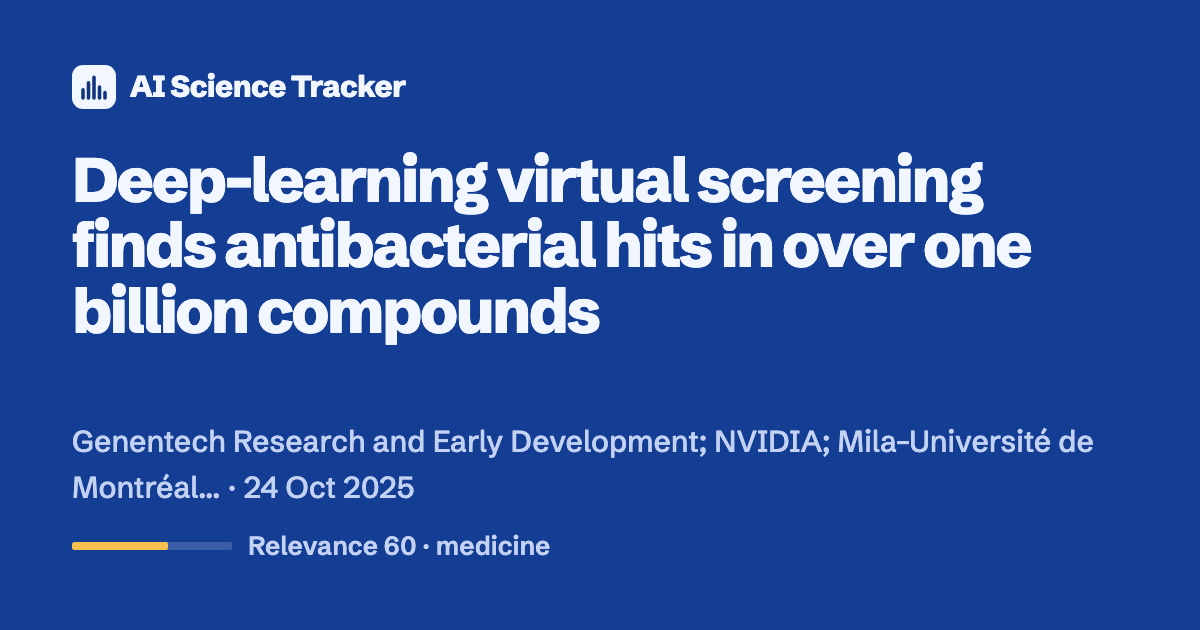 AI Science Tracker
Deep-learning virtual screening
finds antibacterial hits in over one
billion compounds
Genentech Research and Early Development; NVIDIA; Mila-Université de
Montréal... · 24 Oct 2025
Relevance 60 · medicine